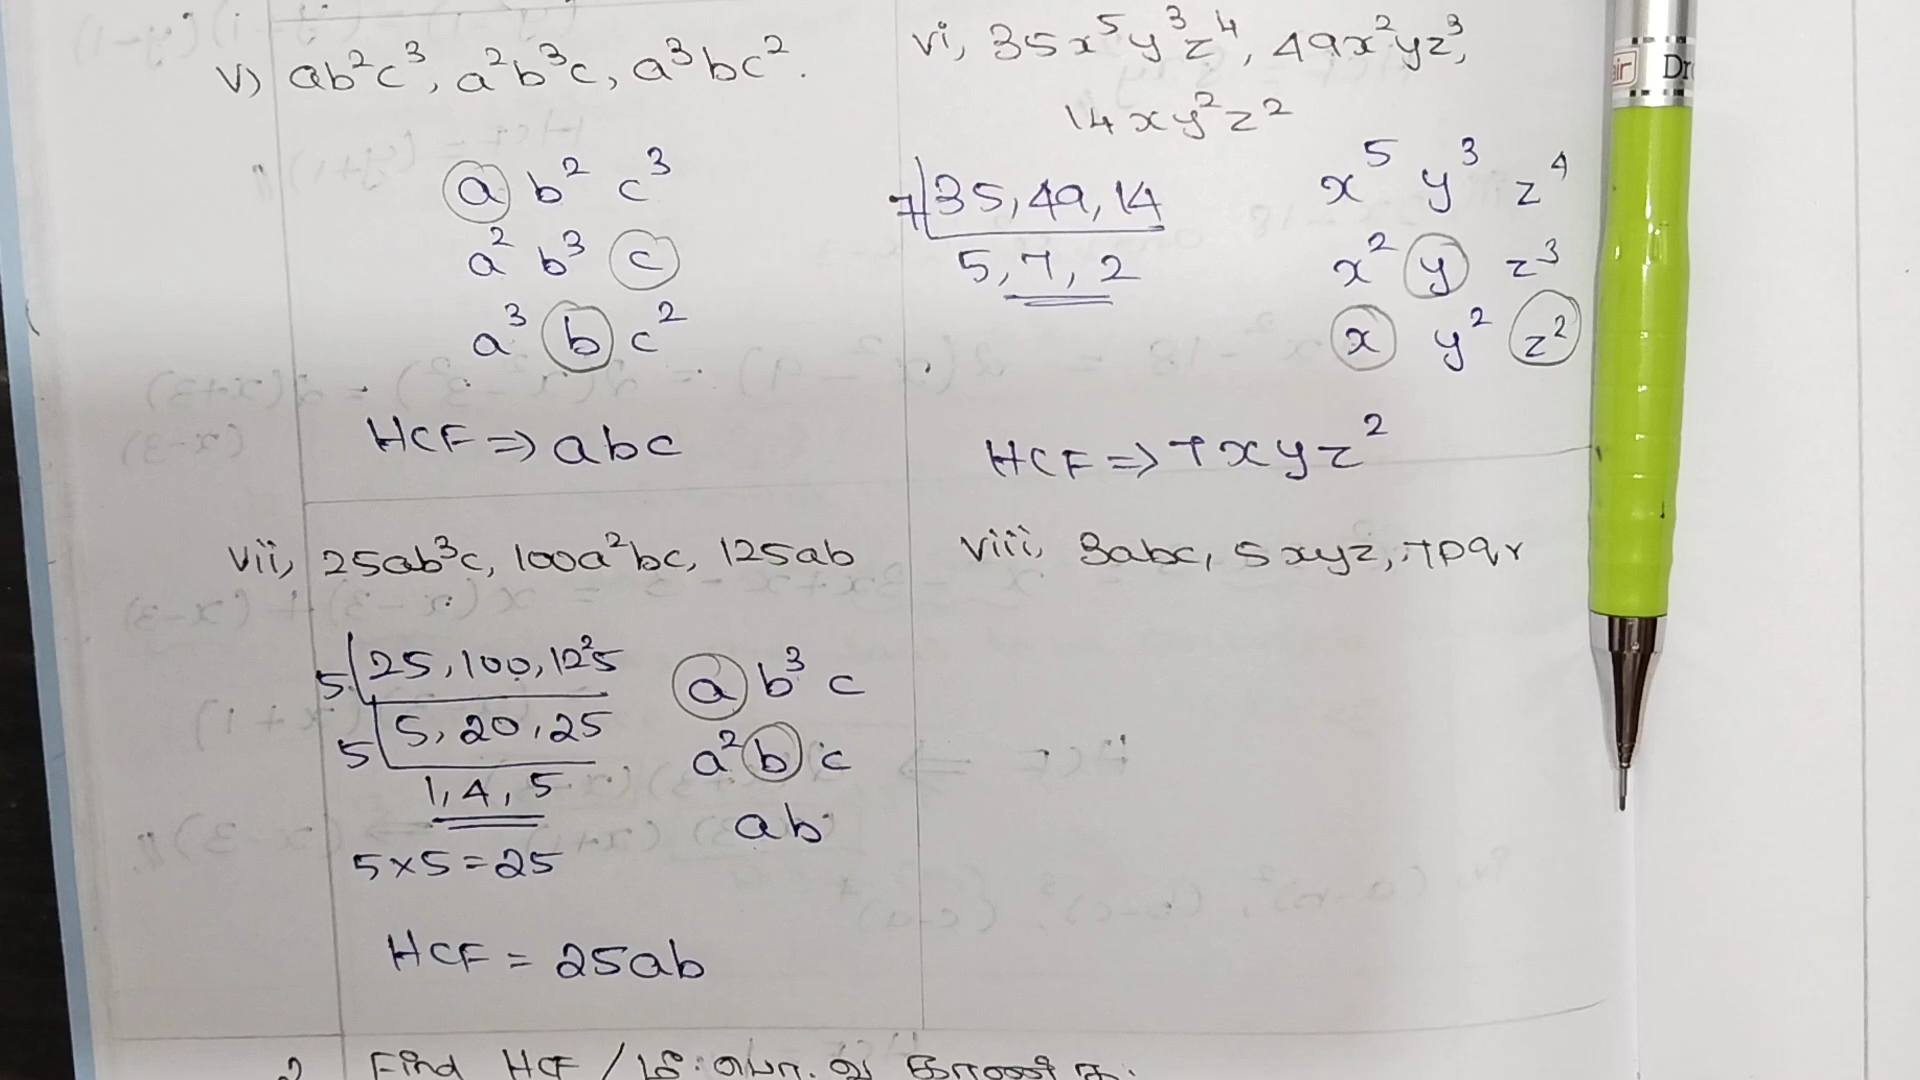 v) ab²c³, a²b³c, a³bc².
a b² c³
a² b³ c
a³ b c²
HCF ⇒ abc
vi, 35x⁵y³z⁴, 49x²yz³,
14xy²z²
7|35, 49, 14
5, 7, 2
x⁵ y³ z⁴
x² y z³
x y² z²
HCF ⇒ 7xyz²
vii, 25ab³c, 100a²bc, 125ab
5|25, 100, 12²5
5|5, 20, 25
1, 4, 5
5×5=25
a b³ c
a² b c
ab
HCF = 25ab
viii, 3abc, 5xyz, 7pqr
Find HCF / மீ.பொ.வ காண்க:
Dr